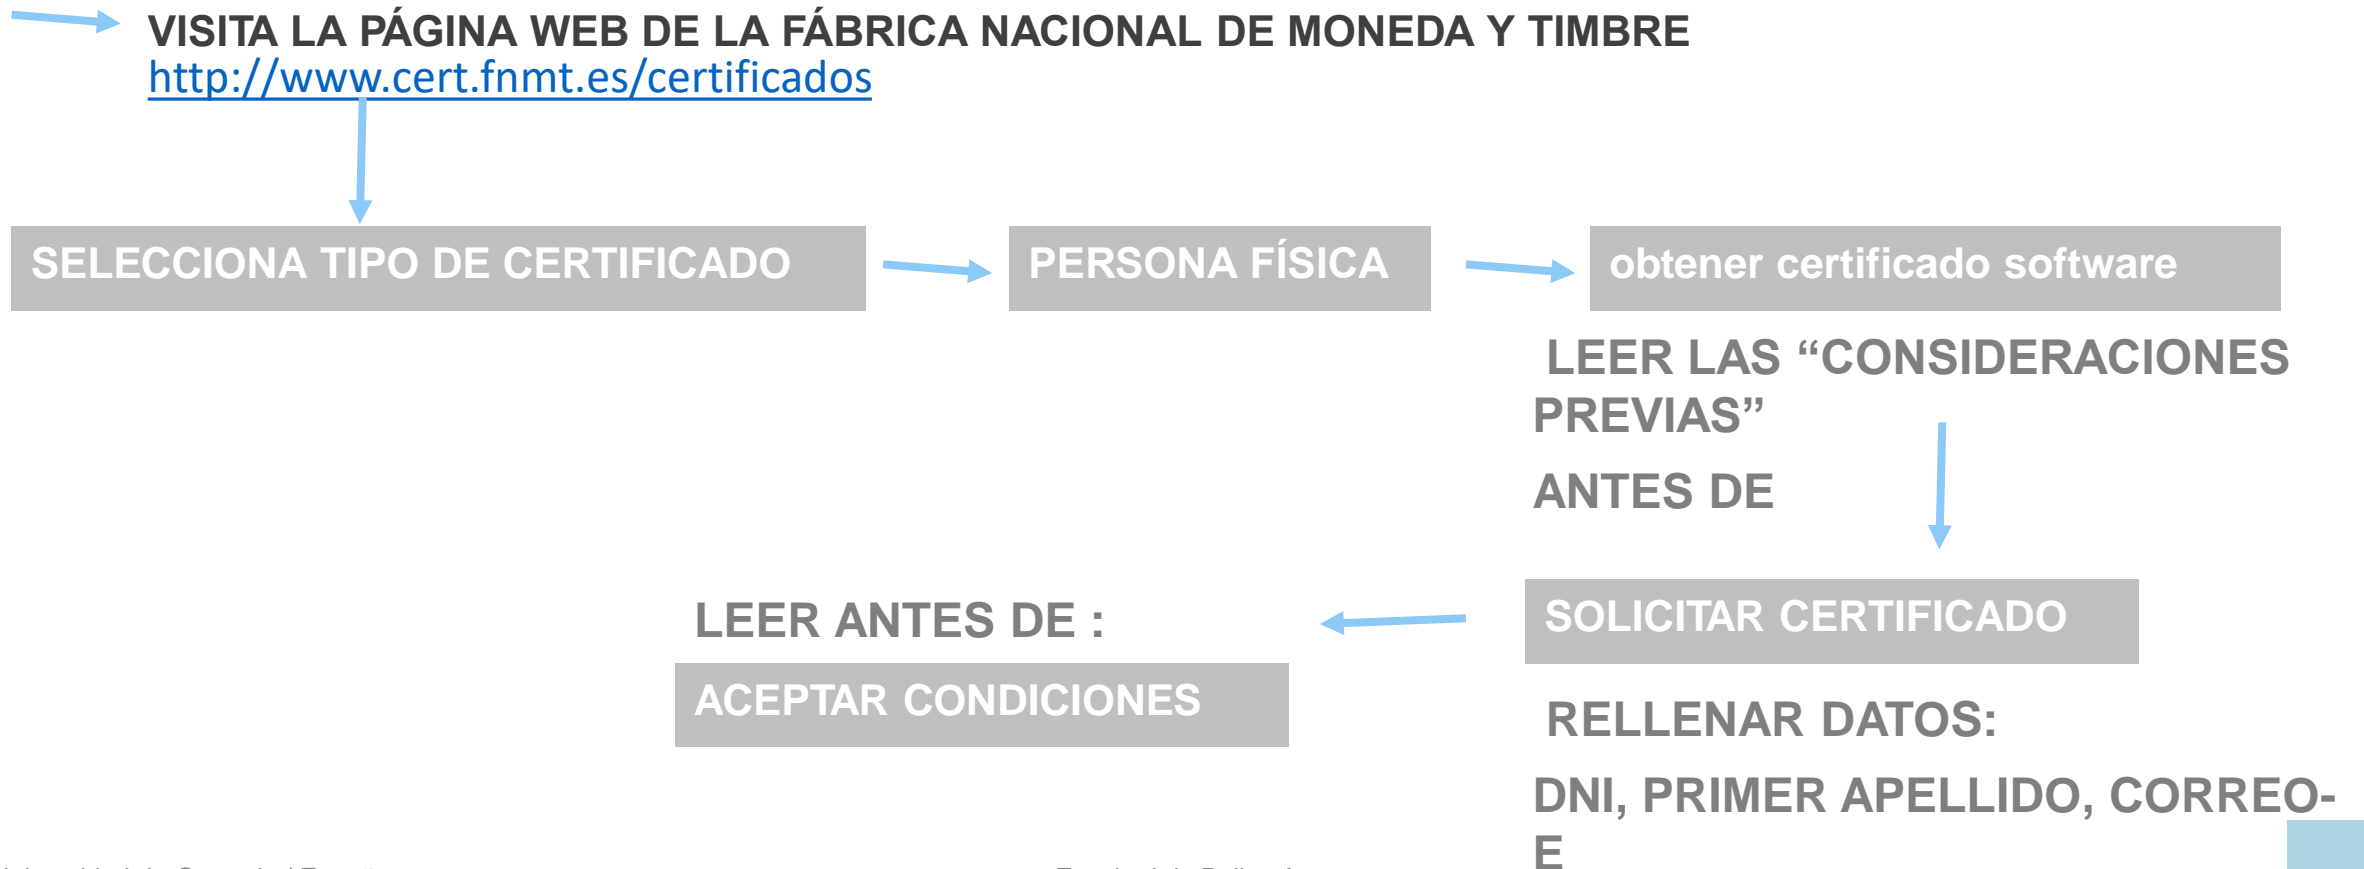 VISITA LA PÁGINA WEB DE LA FÁBRICA NACIONAL DE MONEDA Y TIMBRE
http://www.cert.fnmt.es/certificados
SELECCIONA TIPO DE CERTIFICADO
PERSONA FÍSICA
obtener certificado software
LEER LAS “CONSIDERACIONES
PREVIAS”
ANTES DE
SOLICITAR CERTIFICADO
LEER ANTES DE :
ACEPTAR CONDICIONES
RELLENAR DATOS:
DNI, PRIMER APELLIDO, CORREO-
E